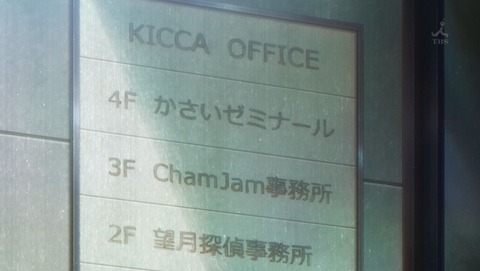 KICCA OFFICE
TBS
4F かさいゼミナール
3F ChamJam事務所
2F 望月探偵事務所